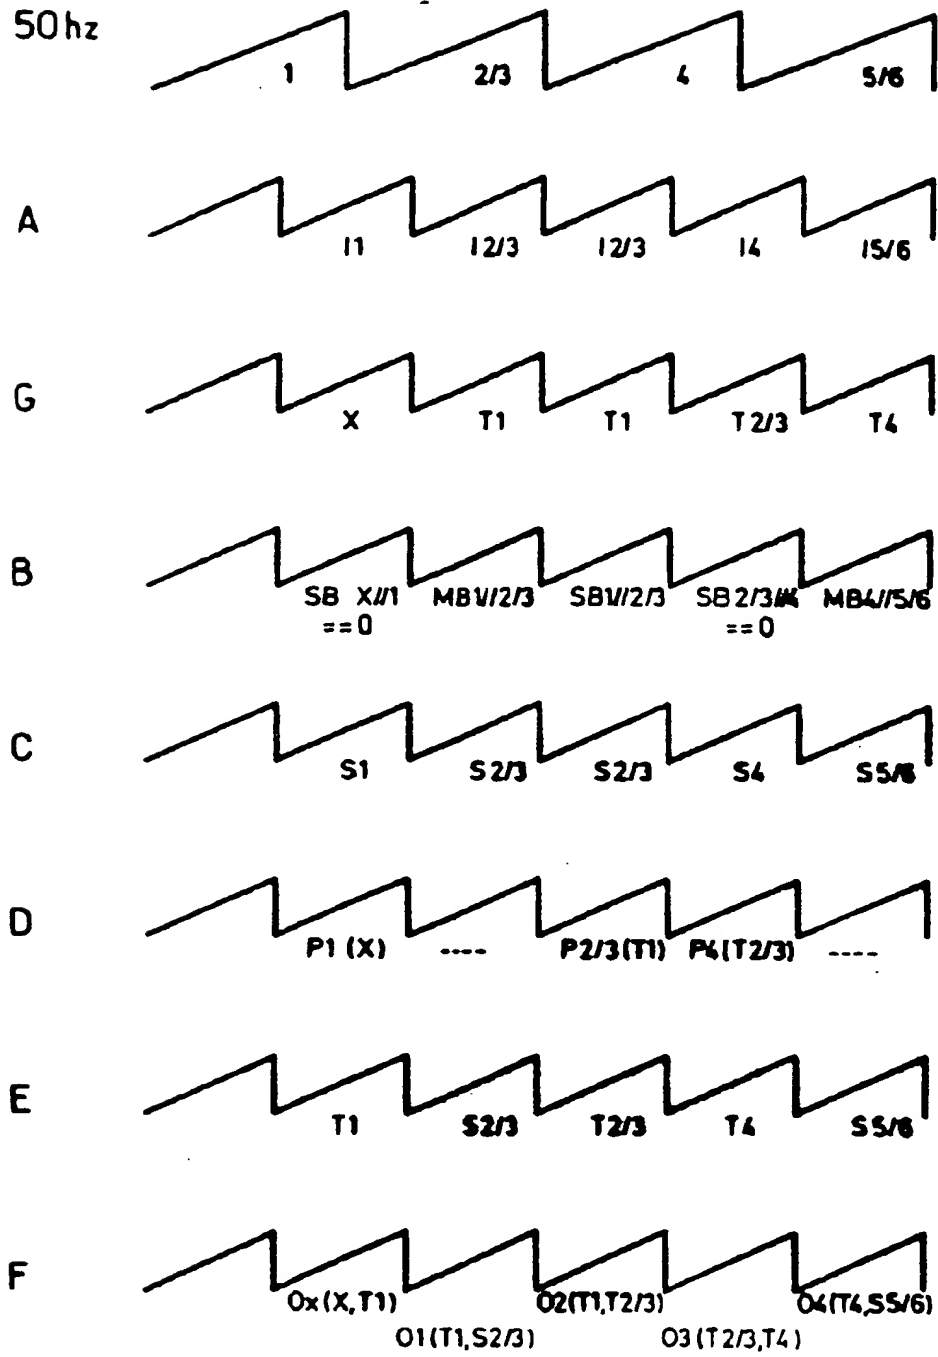 50hz
1 2/3 4 5/6
A
I1 I2/3 I2/3 I4 I5/6
G
X T1 T1 T2/3 T4
B
SB X//1 MB1//2/3 SB1//2/3 SB2/3//4 MB4//5/6
==0 ==0
C
S1 S2/3 S2/3 S4 S5/6
D
P1 (X) ---- P2/3(T1) P4(T2/3) ----
E
T1 S2/3 T2/3 T4 S5/6
F
Ox(X,T1) O2(T1,T2/3) O4(T4,S5/6)
O1(T1,S2/3) O3(T2/3,T4)